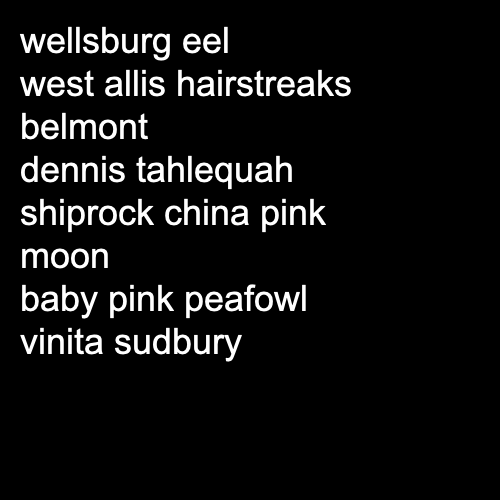 wellsburg eel
west allis hairstreaks
belmont
dennis tahlequah
shiprock china pink
moon
baby pink peafowl
vinita sudbury